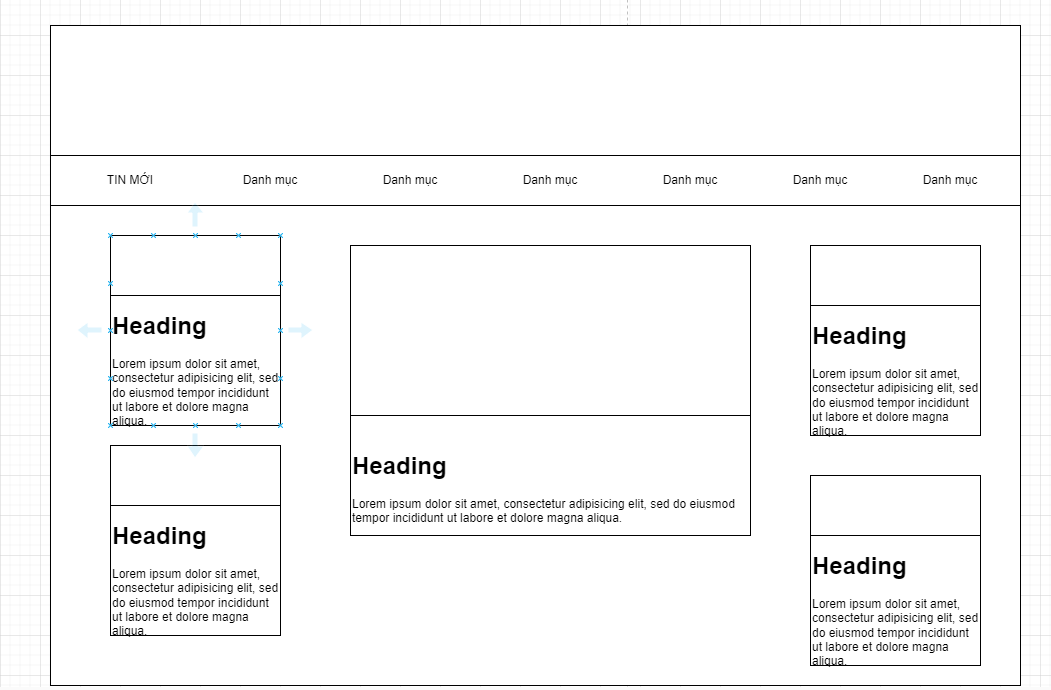 TIN MỚI
Danh mục
Danh mục
Danh mục
Danh mục
Danh mục
Danh mục
Heading
Lorem ipsum dolor sit amet,
consectetur adipisicing elit, sed
do eiusmod tempor incididunt
ut labore et dolore magna
aliqua.
Heading
Lorem ipsum dolor sit amet,
consectetur adipisicing elit, sed
do eiusmod tempor incididunt
ut labore et dolore magna
aliqua.
Heading
Lorem ipsum dolor sit amet, consectetur adipisicing elit, sed do eiusmod
tempor incididunt ut labore et dolore magna aliqua.
Heading
Lorem ipsum dolor sit amet,
consectetur adipisicing elit, sed
do eiusmod tempor incididunt
ut labore et dolore magna
aliqua.
Heading
Lorem ipsum dolor sit amet,
consectetur adipisicing elit, sed
do eiusmod tempor incididunt
ut labore et dolore magna
aliqua.